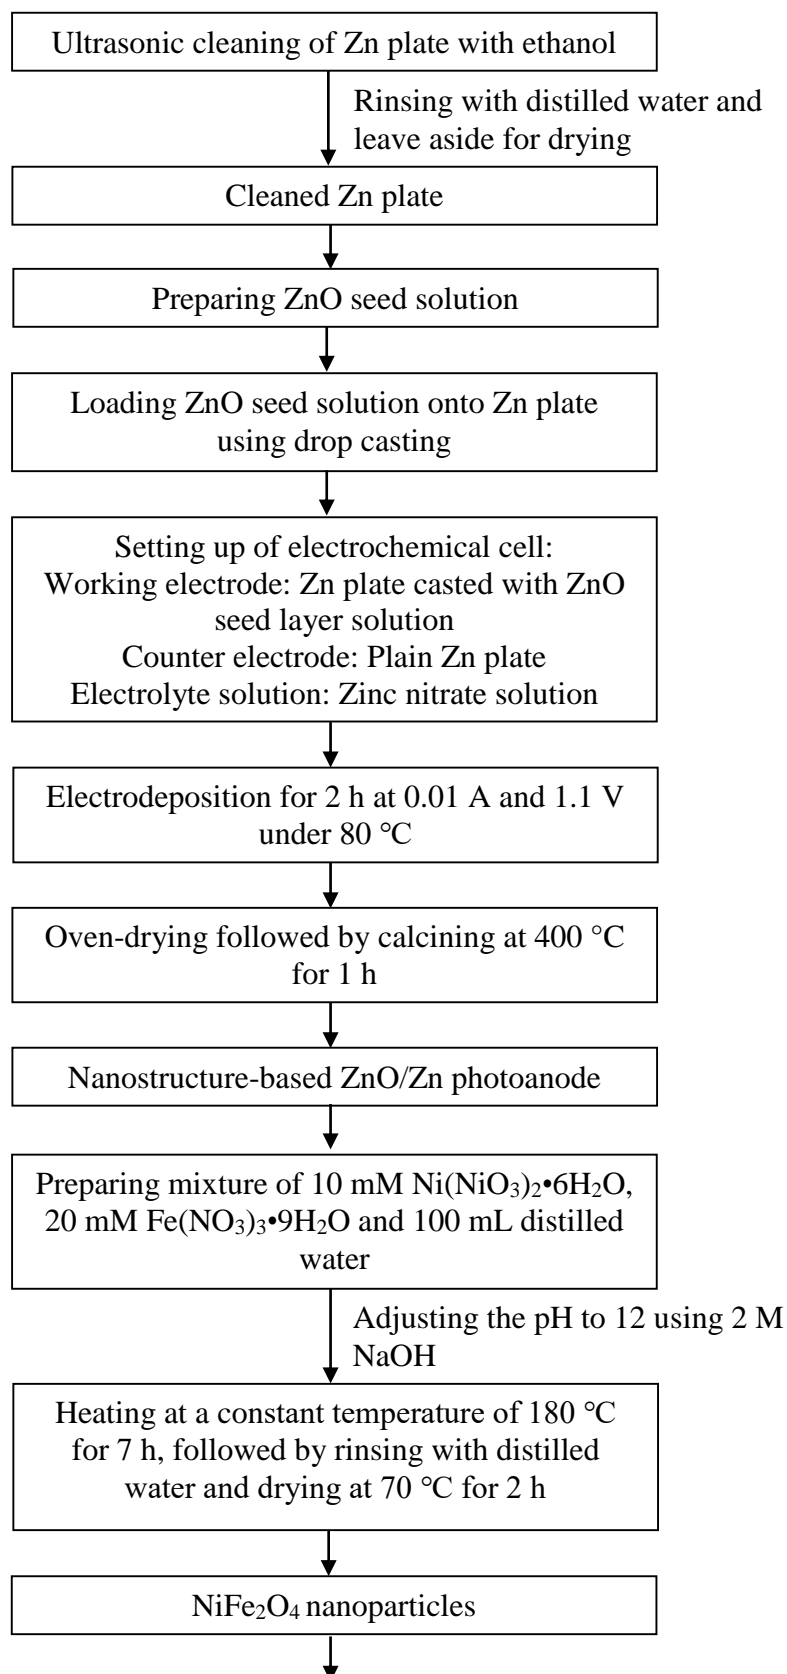 Ultrasonic cleaning of Zn plate with ethanol
Rinsing with distilled water and
leave aside for drying
Cleaned Zn plate
Preparing ZnO seed solution
Loading ZnO seed solution onto Zn plate
using drop casting
Setting up of electrochemical cell:
Working electrode: Zn plate casted with ZnO
seed layer solution
Counter electrode: Plain Zn plate
Electrolyte solution: Zinc nitrate solution
Electrodeposition for 2 h at 0.01 A and 1.1 V
under 80 ℃
Oven-drying followed by calcining at 400 °C
for 1 h
Nanostructure-based ZnO/Zn photoanode
Preparing mixture of 10 mM Ni(NiO₃)₂•6H₂O,
20 mM Fe(NO₃)₃•9H₂O and 100 mL distilled
water
Adjusting the pH to 12 using 2 M
NaOH
Heating at a constant temperature of 180 ℃
for 7 h, followed by rinsing with distilled
water and drying at 70 ℃ for 2 h
NiFe₂O₄ nanoparticles